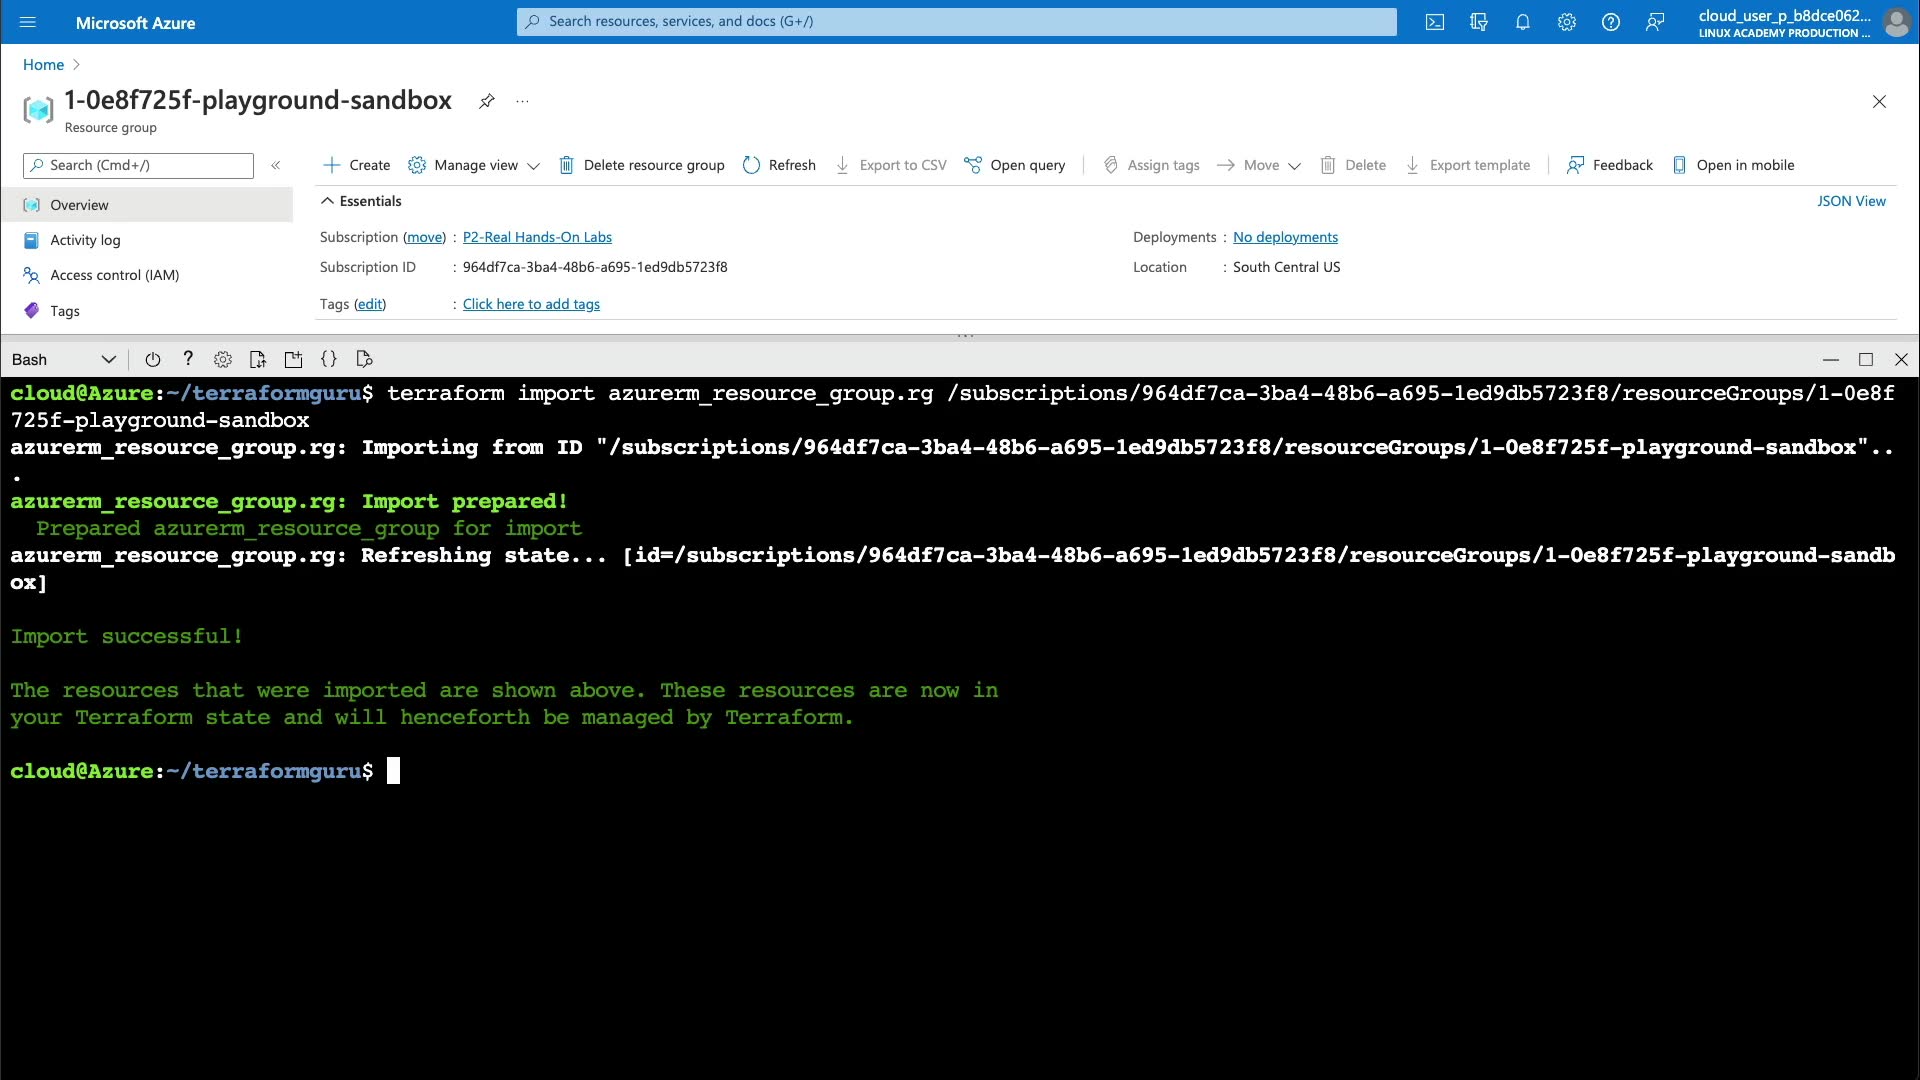 Microsoft Azure
Search resources, services, and docs (G+/)
cloud_user_p_b8dce062...
LINUX ACADEMY PRODUCTION ...
Home
1-0e8f725f-playground-sandbox
...
Resource group
Search (Cmd+/)
Create Manage view Delete resource group Refresh Export to CSV Open query Assign tags Move Delete Export template Feedback Open in mobile
Overview
Activity log
Access control (IAM)
Tags
Essentials
JSON View
Subscription (move) : P2-Real Hands-On Labs
Deployments : No deployments
Subscription ID : 964df7ca-3ba4-48b6-a695-1ed9db5723f8
Location : South Central US
Tags (edit) : Click here to add tags
Bash
cloud@Azure:~/terraformguru$ terraform import azurerm_resource_group.rg /subscriptions/964df7ca-3ba4-48b6-a695-1ed9db5723f8/resourceGroups/1-0e8f
725f-playground-sandbox
azurerm_resource_group.rg: Importing from ID "/subscriptions/964df7ca-3ba4-48b6-a695-1ed9db5723f8/resourceGroups/1-0e8f725f-playground-sandbox"..
.
azurerm_resource_group.rg: Import prepared!
Prepared azurerm_resource_group for import
azurerm_resource_group.rg: Refreshing state... [id=/subscriptions/964df7ca-3ba4-48b6-a695-1ed9db5723f8/resourceGroups/1-0e8f725f-playground-sandb
ox]
Import successful!
The resources that were imported are shown above. These resources are now in
your Terraform state and will henceforth be managed by Terraform.
cloud@Azure:~/terraformguru$